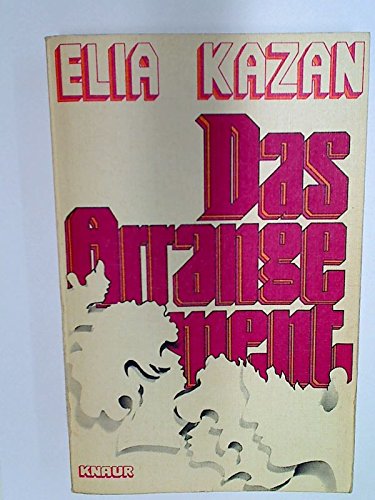 ELIA KAZAN
Das
Arrange
ment.
KNAUR